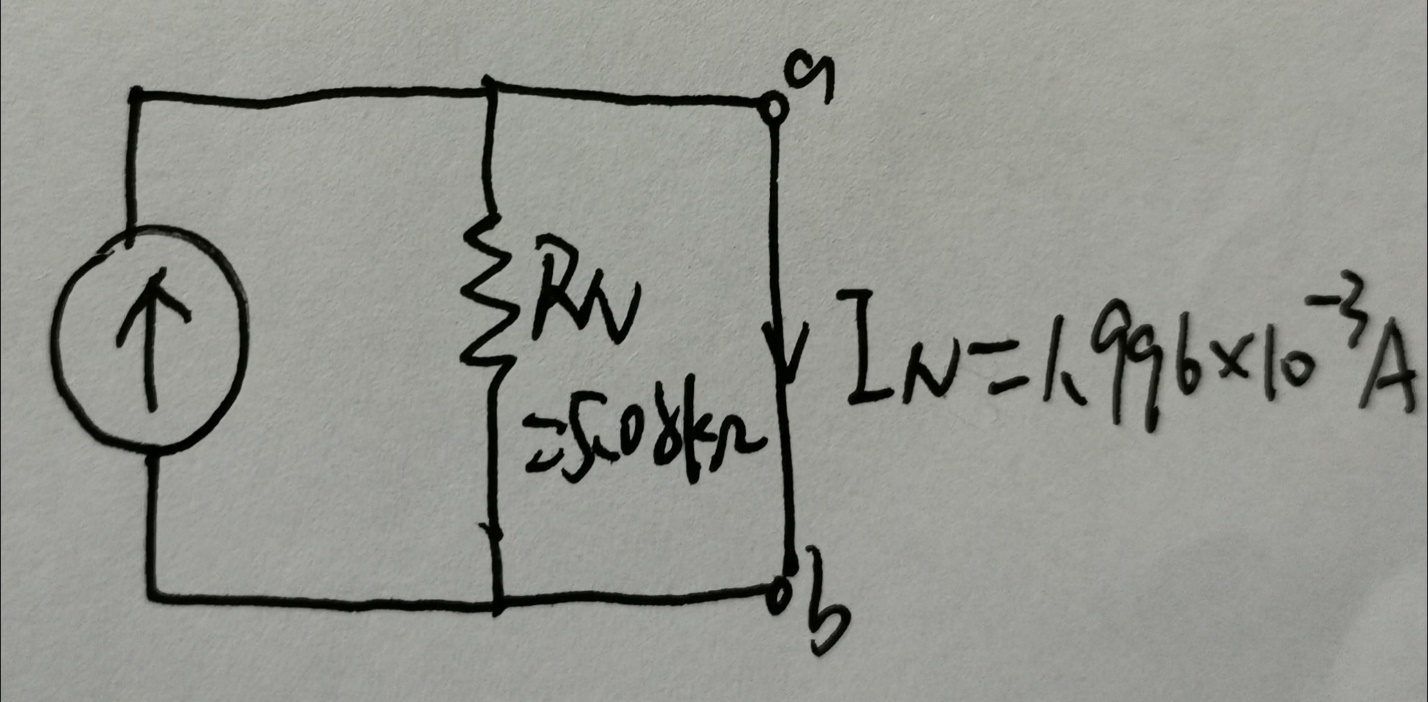 a
RN
=5.08kΩ
IN=1.996×10⁻³A
b